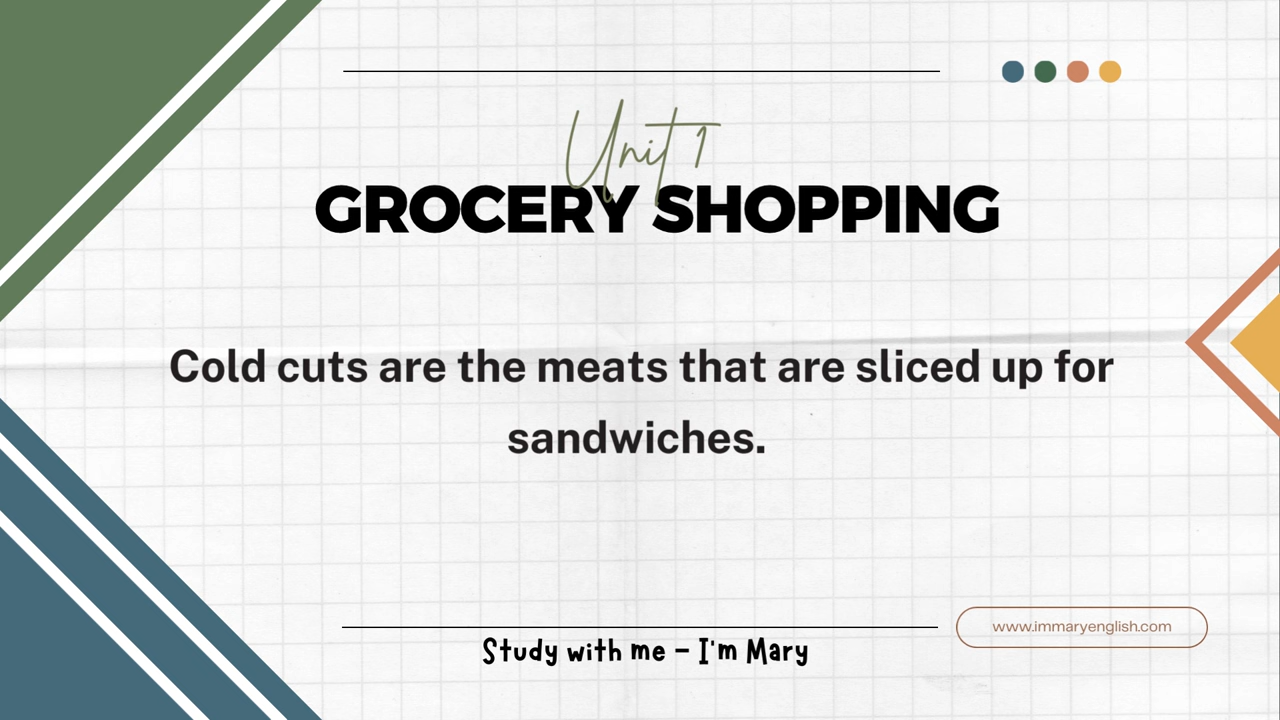 Unit 1
GROCERY SHOPPING
Cold cuts are the meats that are sliced up for
sandwiches.
www.immaryenglish.com
Study with me - I'm Mary